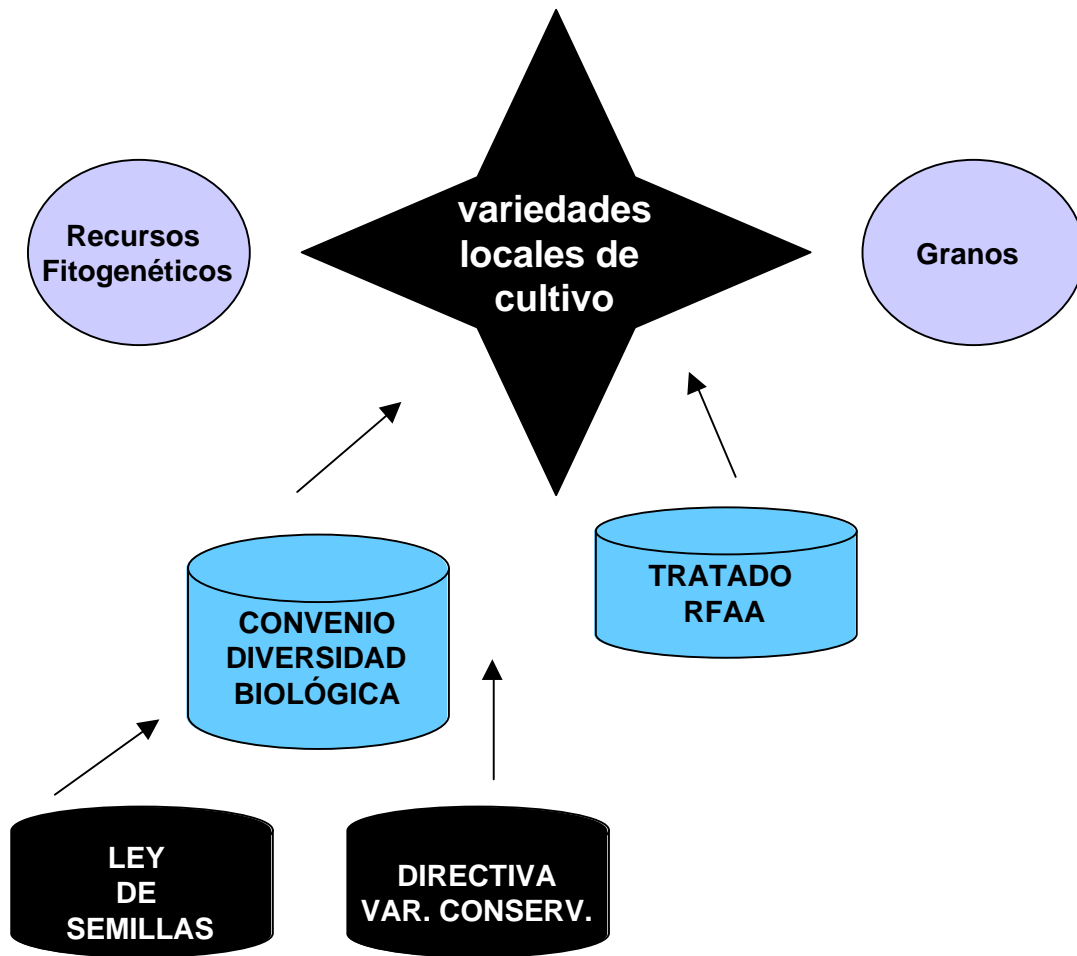 variedades
locales de
cultivo
Recursos
Fitogenéticos
Granos
CONVENIO
DIVERSIDAD
BIOLÓGICA
TRATADO
RFAA
LEY
DE
SEMILLAS
DIRECTIVA
VAR. CONSERV.